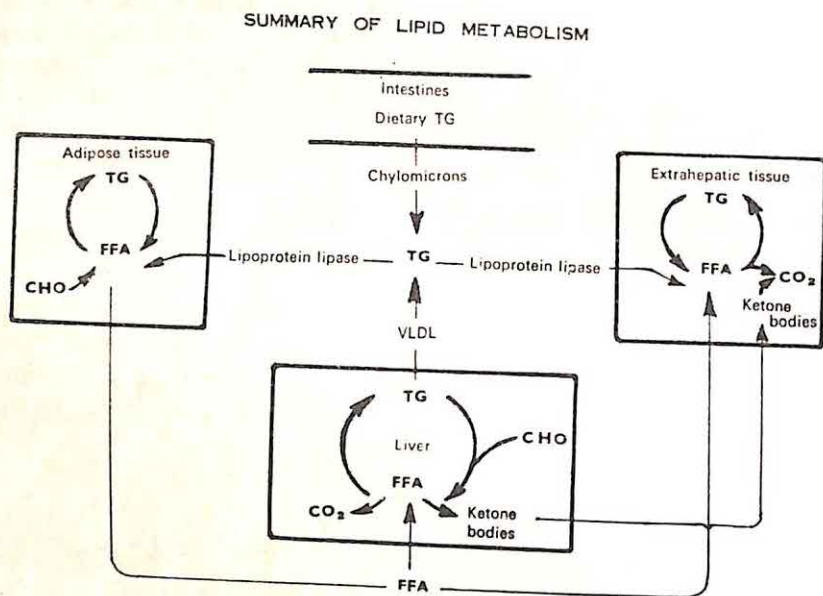 SUMMARY OF LIPID METABOLISM
Intestines
Dietary TG
Chylomicrons
Adipose tissue
TG
FFA
CHO
Lipoprotein lipase
TG
Lipoprotein lipase
Extrahepatic tissue
TG
FFA
CO₂
Ketone
bodies
VLDL
TG
Liver
CHO
FFA
CO₂
Ketone
bodies
FFA